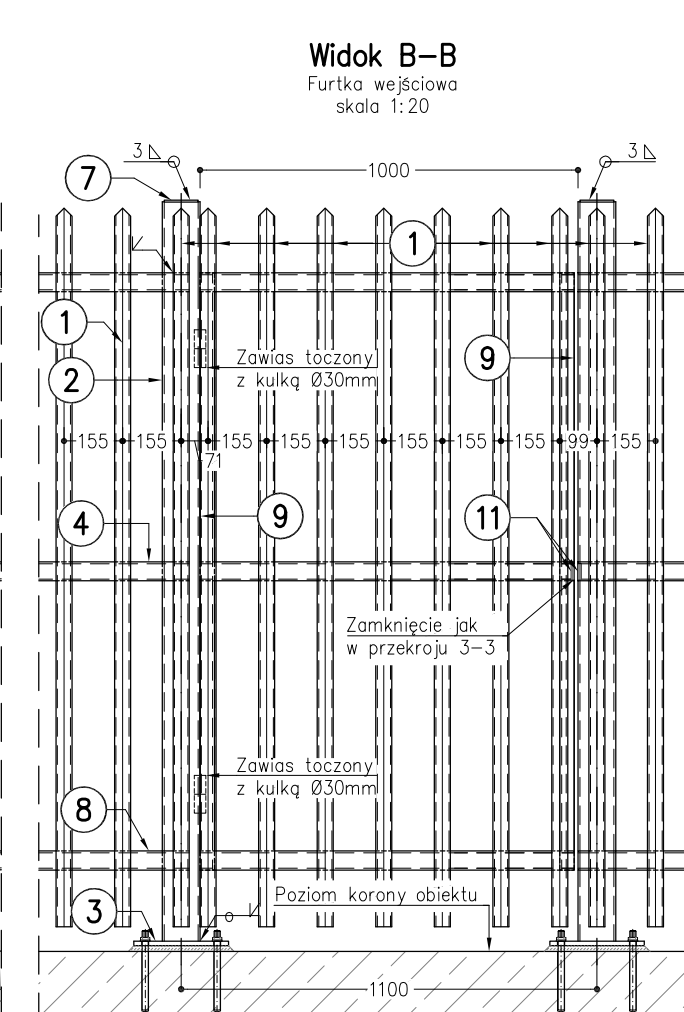 Widok B-B
Furtka wejściowa
skala 1:20
3
3
1000
7
1
1
2
Zawias toczony
z kulką Ø30mm
9
155
155
155
155
155
155
155
155
99
155
71
4
9
11
Zamknięcie jak
w przekroju 3-3
Zawias toczony
z kulką Ø30mm
8
Poziom korony obiektu
3
1100